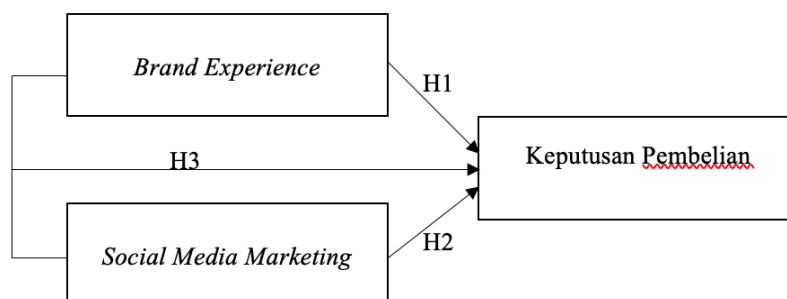 Brand Experience
H1
Keputusan Pembelian
H3
Social Media Marketing
H2